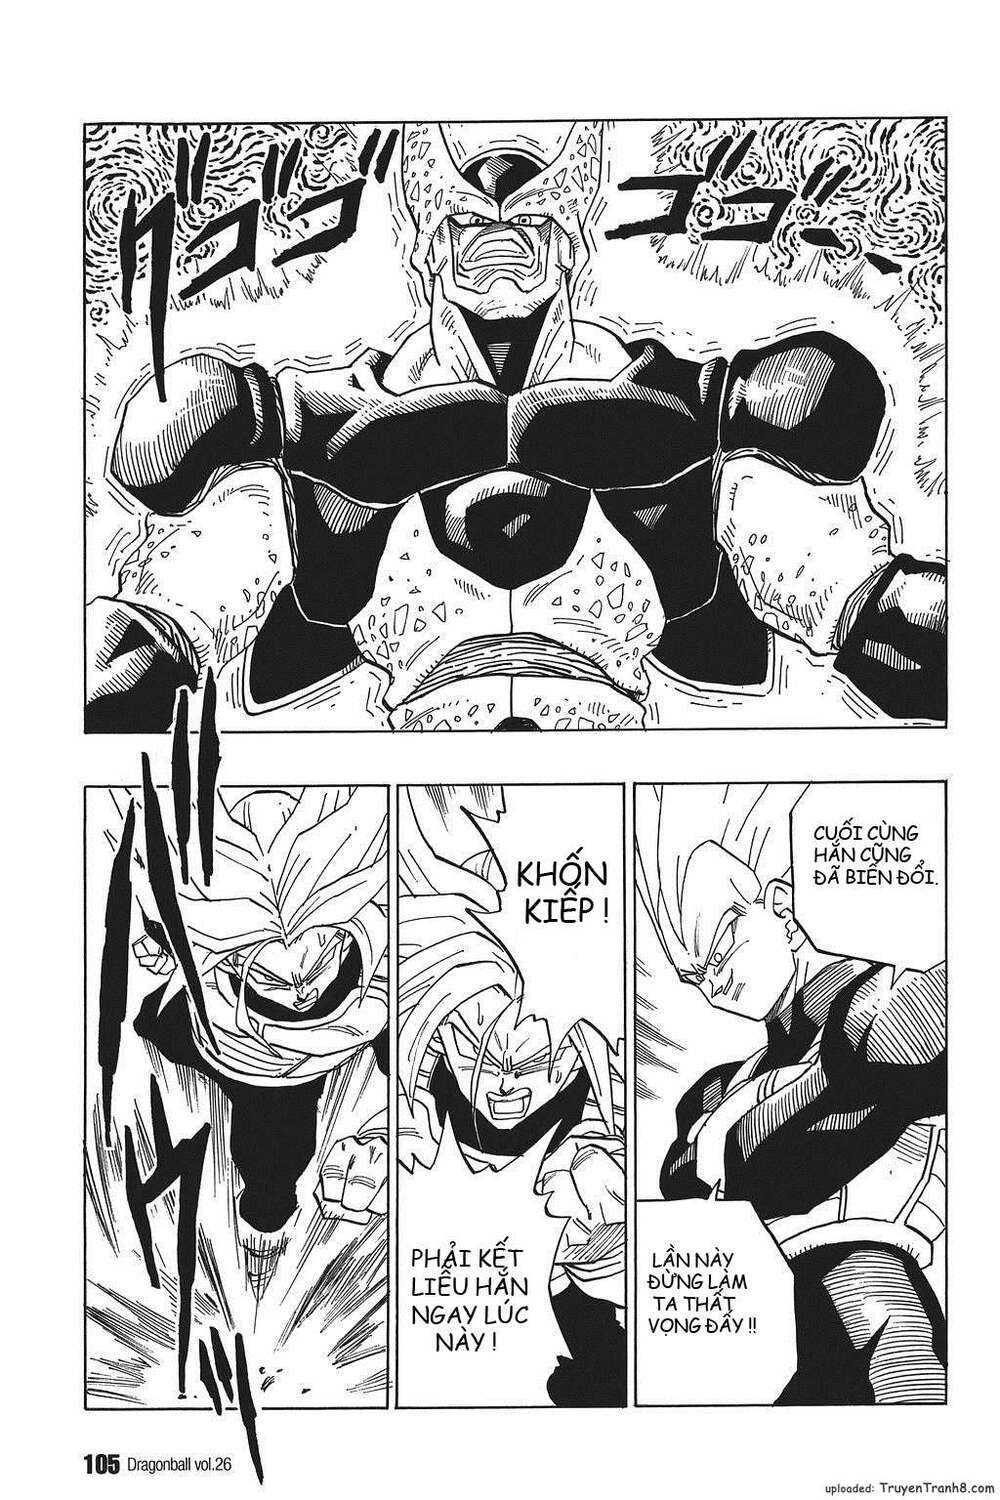 ゴゴゴ
ゴゴ
CUỐI CÙNG
HẮN CŨNG
ĐÃ BIẾN ĐỔI.
LẦN NÀY
ĐỪNG LÀM
TA THẤT
VỌNG ĐẤY !!
KHỐN
KIẾP !
PHẢI KẾT
LIỄU HẮN
NGAY LÚC
NÀY !
105 Dragonball vol.26
uploaded: TruyenTranh8.com